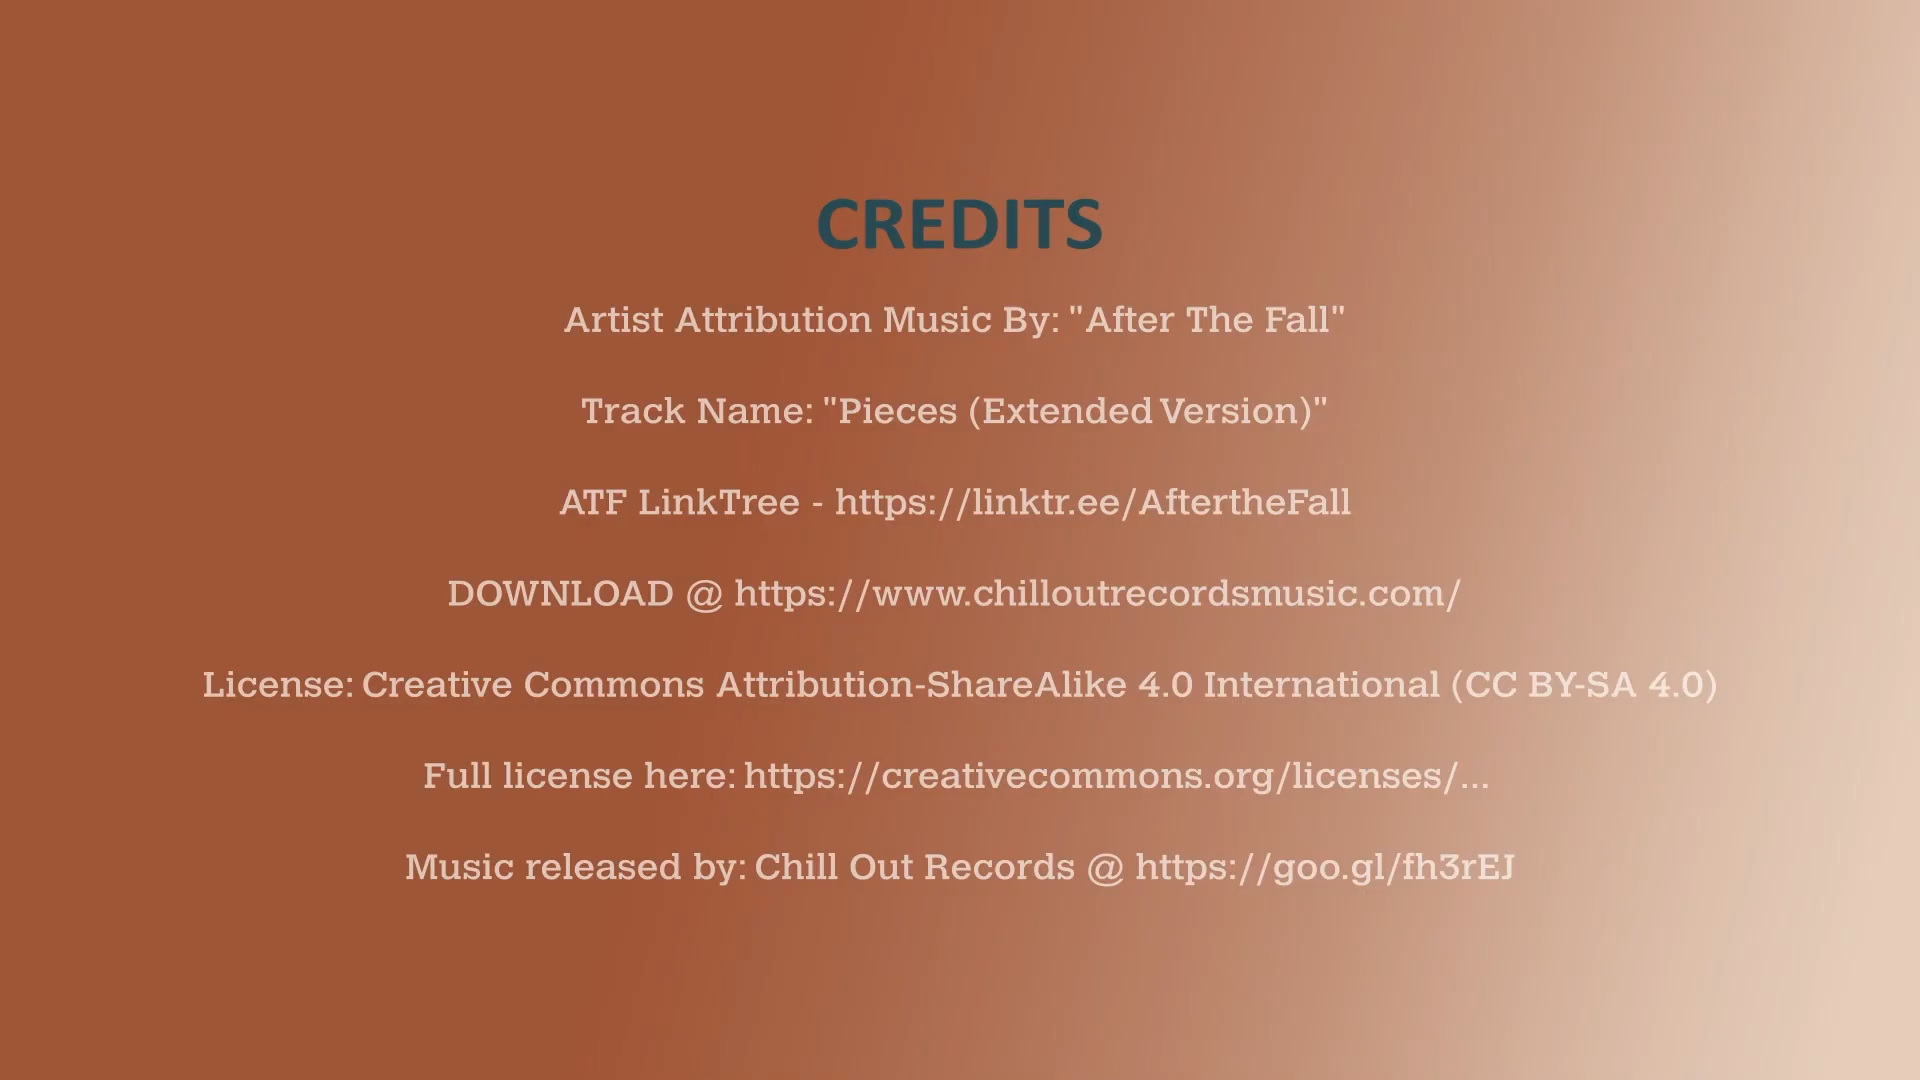 CREDITS
Artist Attribution Music By: "After The Fall"
Track Name: "Pieces (Extended Version)"
ATF LinkTree - https://linktr.ee/AftertheFall
DOWNLOAD @ https://www.chilloutrecordsmusic.com/
License: Creative Commons Attribution-ShareAlike 4.0 International (CC BY-SA 4.0)
Full license here: https://creativecommons.org/licenses/...
Music released by: Chill Out Records @ https://goo.gl/fh3rEJ